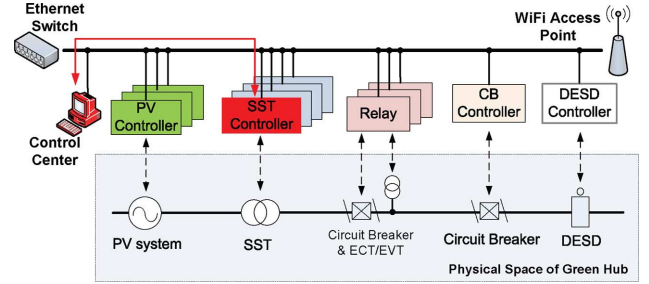 Ethernet
Switch
WiFi Access
Point
Control
Center
PV
Controller
SST
Controller
Relay
CB
Controller
DESD
Controller
PV system
SST
Circuit Breaker
& ECT/EVT
Circuit Breaker
DESD
Physical Space of Green Hub